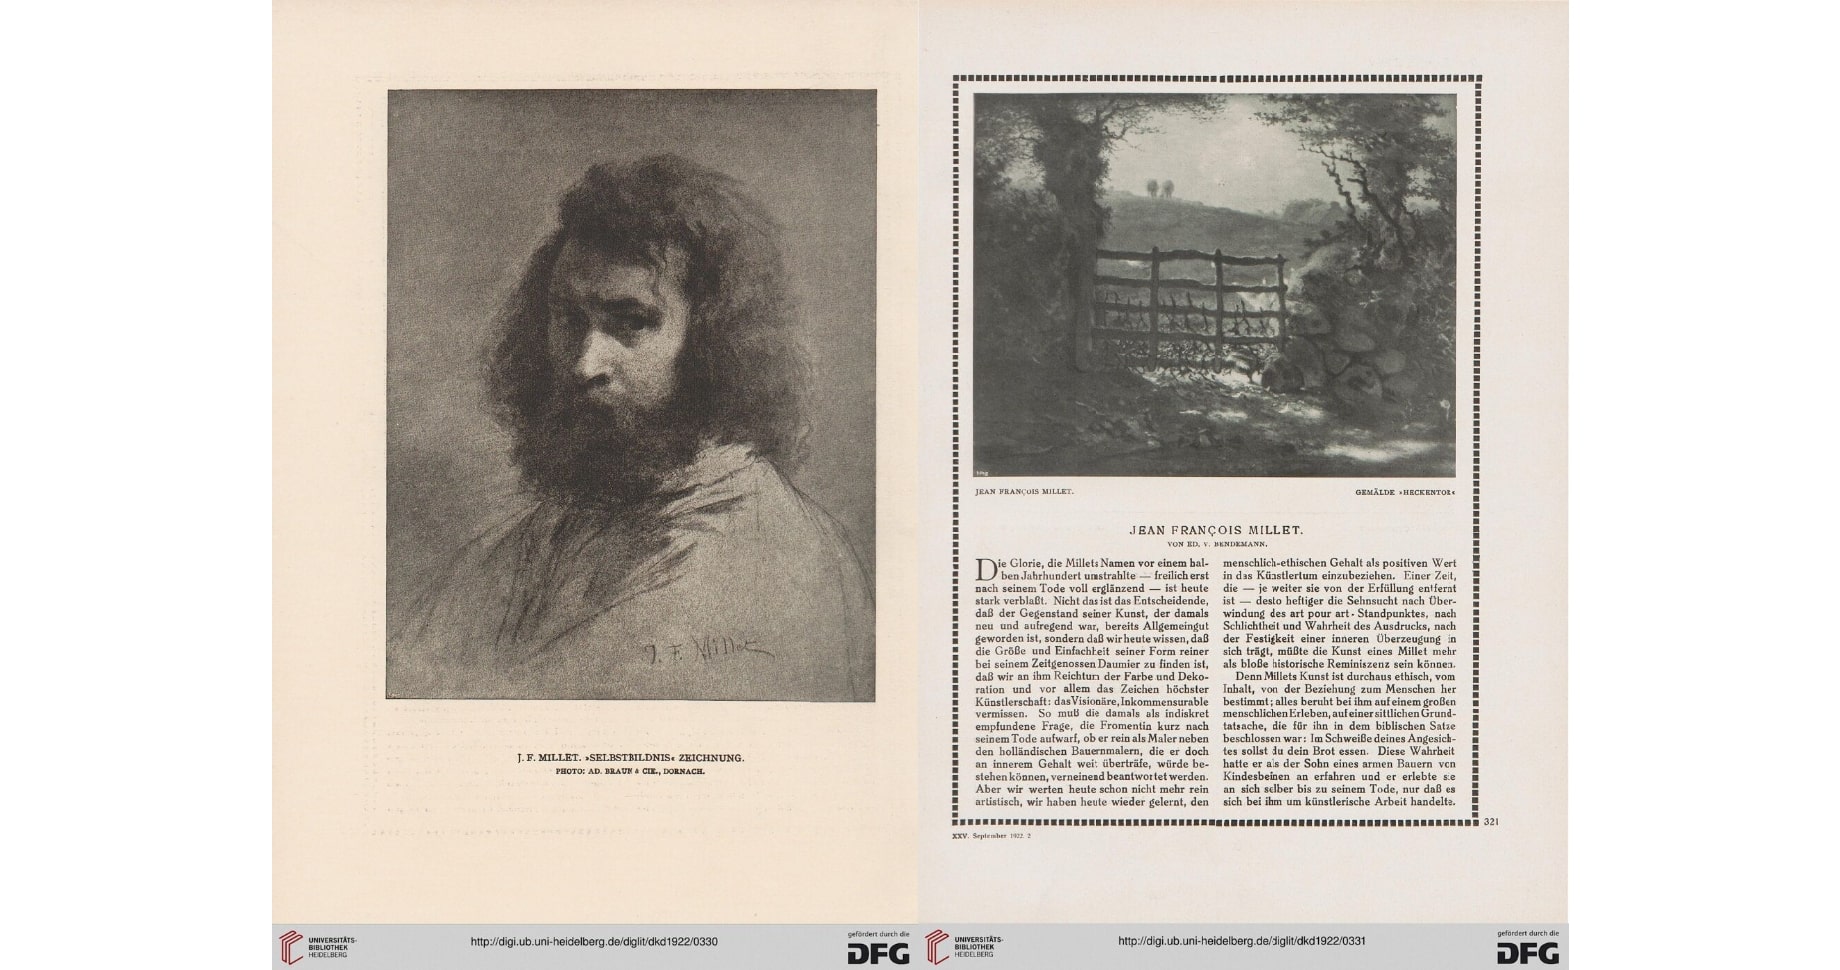 J. F. Millet
J. F. MILLET. »SELBSTBILDNIS« ZEICHNUNG.
PHOTO: AD. BRAUN & CIE., DORNACH.
UNIVERSITÄTS-
BIBLIOTHEK
HEIDELBERG
http://digi.ub.uni-heidelberg.de/diglit/dkd1922/0330
gefördert durch die
DFG
JEAN FRANÇOIS MILLET.
GEMÄLDE »HECKENTOR«
JEAN FRANÇOIS MILLET.
VON ED. V. BENDEMANN.
Die Glorie, die Millets Namen vor einem hal-
ben Jahrhundert umstrahlte — freilich erst
nach seinem Tode voll erglänzend — ist heute
stark verblaßt. Nicht das ist das Entscheidende,
daß der Gegenstand seiner Kunst, der damals
neu und aufregend war, bereits Allgemeingut
geworden ist, sondern daß wir heute wissen, daß
die Größe und Einfachheit seiner Form reiner
bei seinem Zeitgenossen Daumier zu finden ist,
daß wir an ihm Reichtum der Farbe und Deko-
ration und vor allem das Zeichen höchster
Künstlerschaft: das Visionäre, Inkommensurable
vermissen. So muß die damals als indiskret
empfundene Frage, die Fromentin kurz nach
seinem Tode aufwarf, ob er rein als Maler neben
den holländischen Bauernmalern, die er doch
an innerem Gehalt weit überträfe, würde be-
stehen können, verneinend beantwortet werden.
Aber wir werten heute schon nicht mehr rein
artistisch, wir haben heute wieder gelernt, den
menschlich-ethischen Gehalt als positiven Wert
in das Künstlertum einzubeziehen. Einer Zeit,
die — je weiter sie von der Erfüllung entfernt
ist — desto heftiger die Sehnsucht nach Über-
windung des art pour art-Standpunktes, nach
Schlichtheit und Wahrheit des Ausdrucks, nach
der Festigkeit einer inneren Überzeugung in
sich trägt, müßte die Kunst eines Millet mehr
als bloße historische Reminiszenz sein können.
Denn Millets Kunst ist durchaus ethisch, vom
Inhalt, von der Beziehung zum Menschen her
bestimmt; alles beruht bei ihm auf einem großen
menschlichen Erleben, auf einer sittlichen Grund-
tatsache, die für ihn in dem biblischen Satze
beschlossen war: Im Schweiße deines Angesich-
tes sollst du dein Brot essen. Diese Wahrheit
hatte er als der Sohn eines armen Bauern von
Kindesbeinen an erfahren und er erlebte sie
an sich selber bis zu seinem Tode, nur daß es
sich bei ihm um künstlerische Arbeit handelte.
321
XXV. September 1922. 2
UNIVERSITÄTS-
BIBLIOTHEK
HEIDELBERG
http://digi.ub.uni-heidelberg.de/diglit/dkd1922/0331
gefördert durch die
DFG